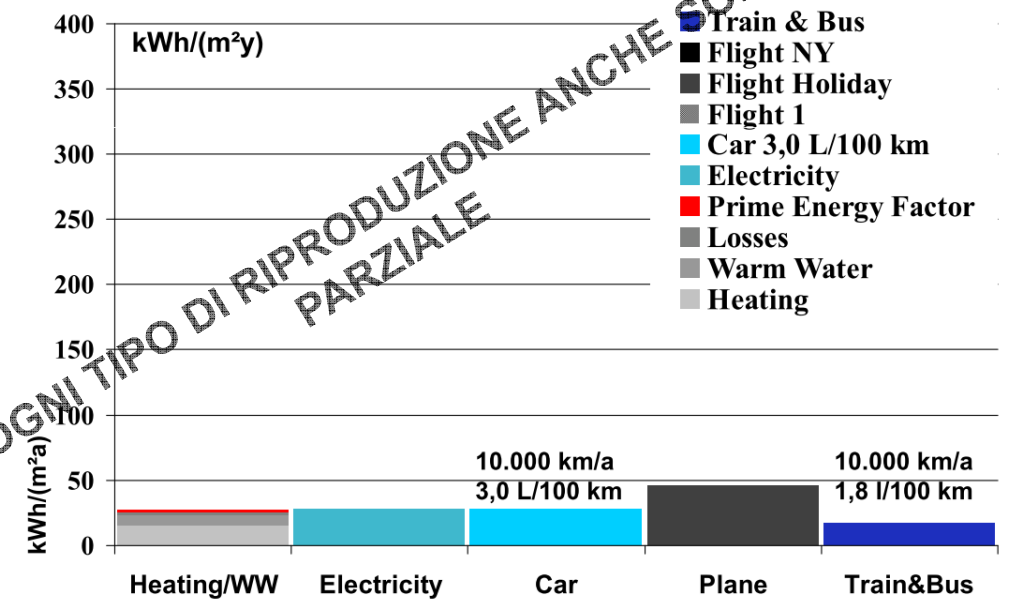 400
kWh/(m²y)
350
300
250
200
150
100
50
0
kWh/(m²a)
OGNI TIPO DI RIPRODUZIONE ANCHE
PARZIALE
Train & Bus
Flight NY
Flight Holiday
Flight 1
Car 3,0 L/100 km
Electricity
Prime Energy Factor
Losses
Warm Water
Heating
10.000 km/a
3,0 L/100 km
10.000 km/a
1,8 l/100 km
Heating/WW
Electricity
Car
Plane
Train&Bus